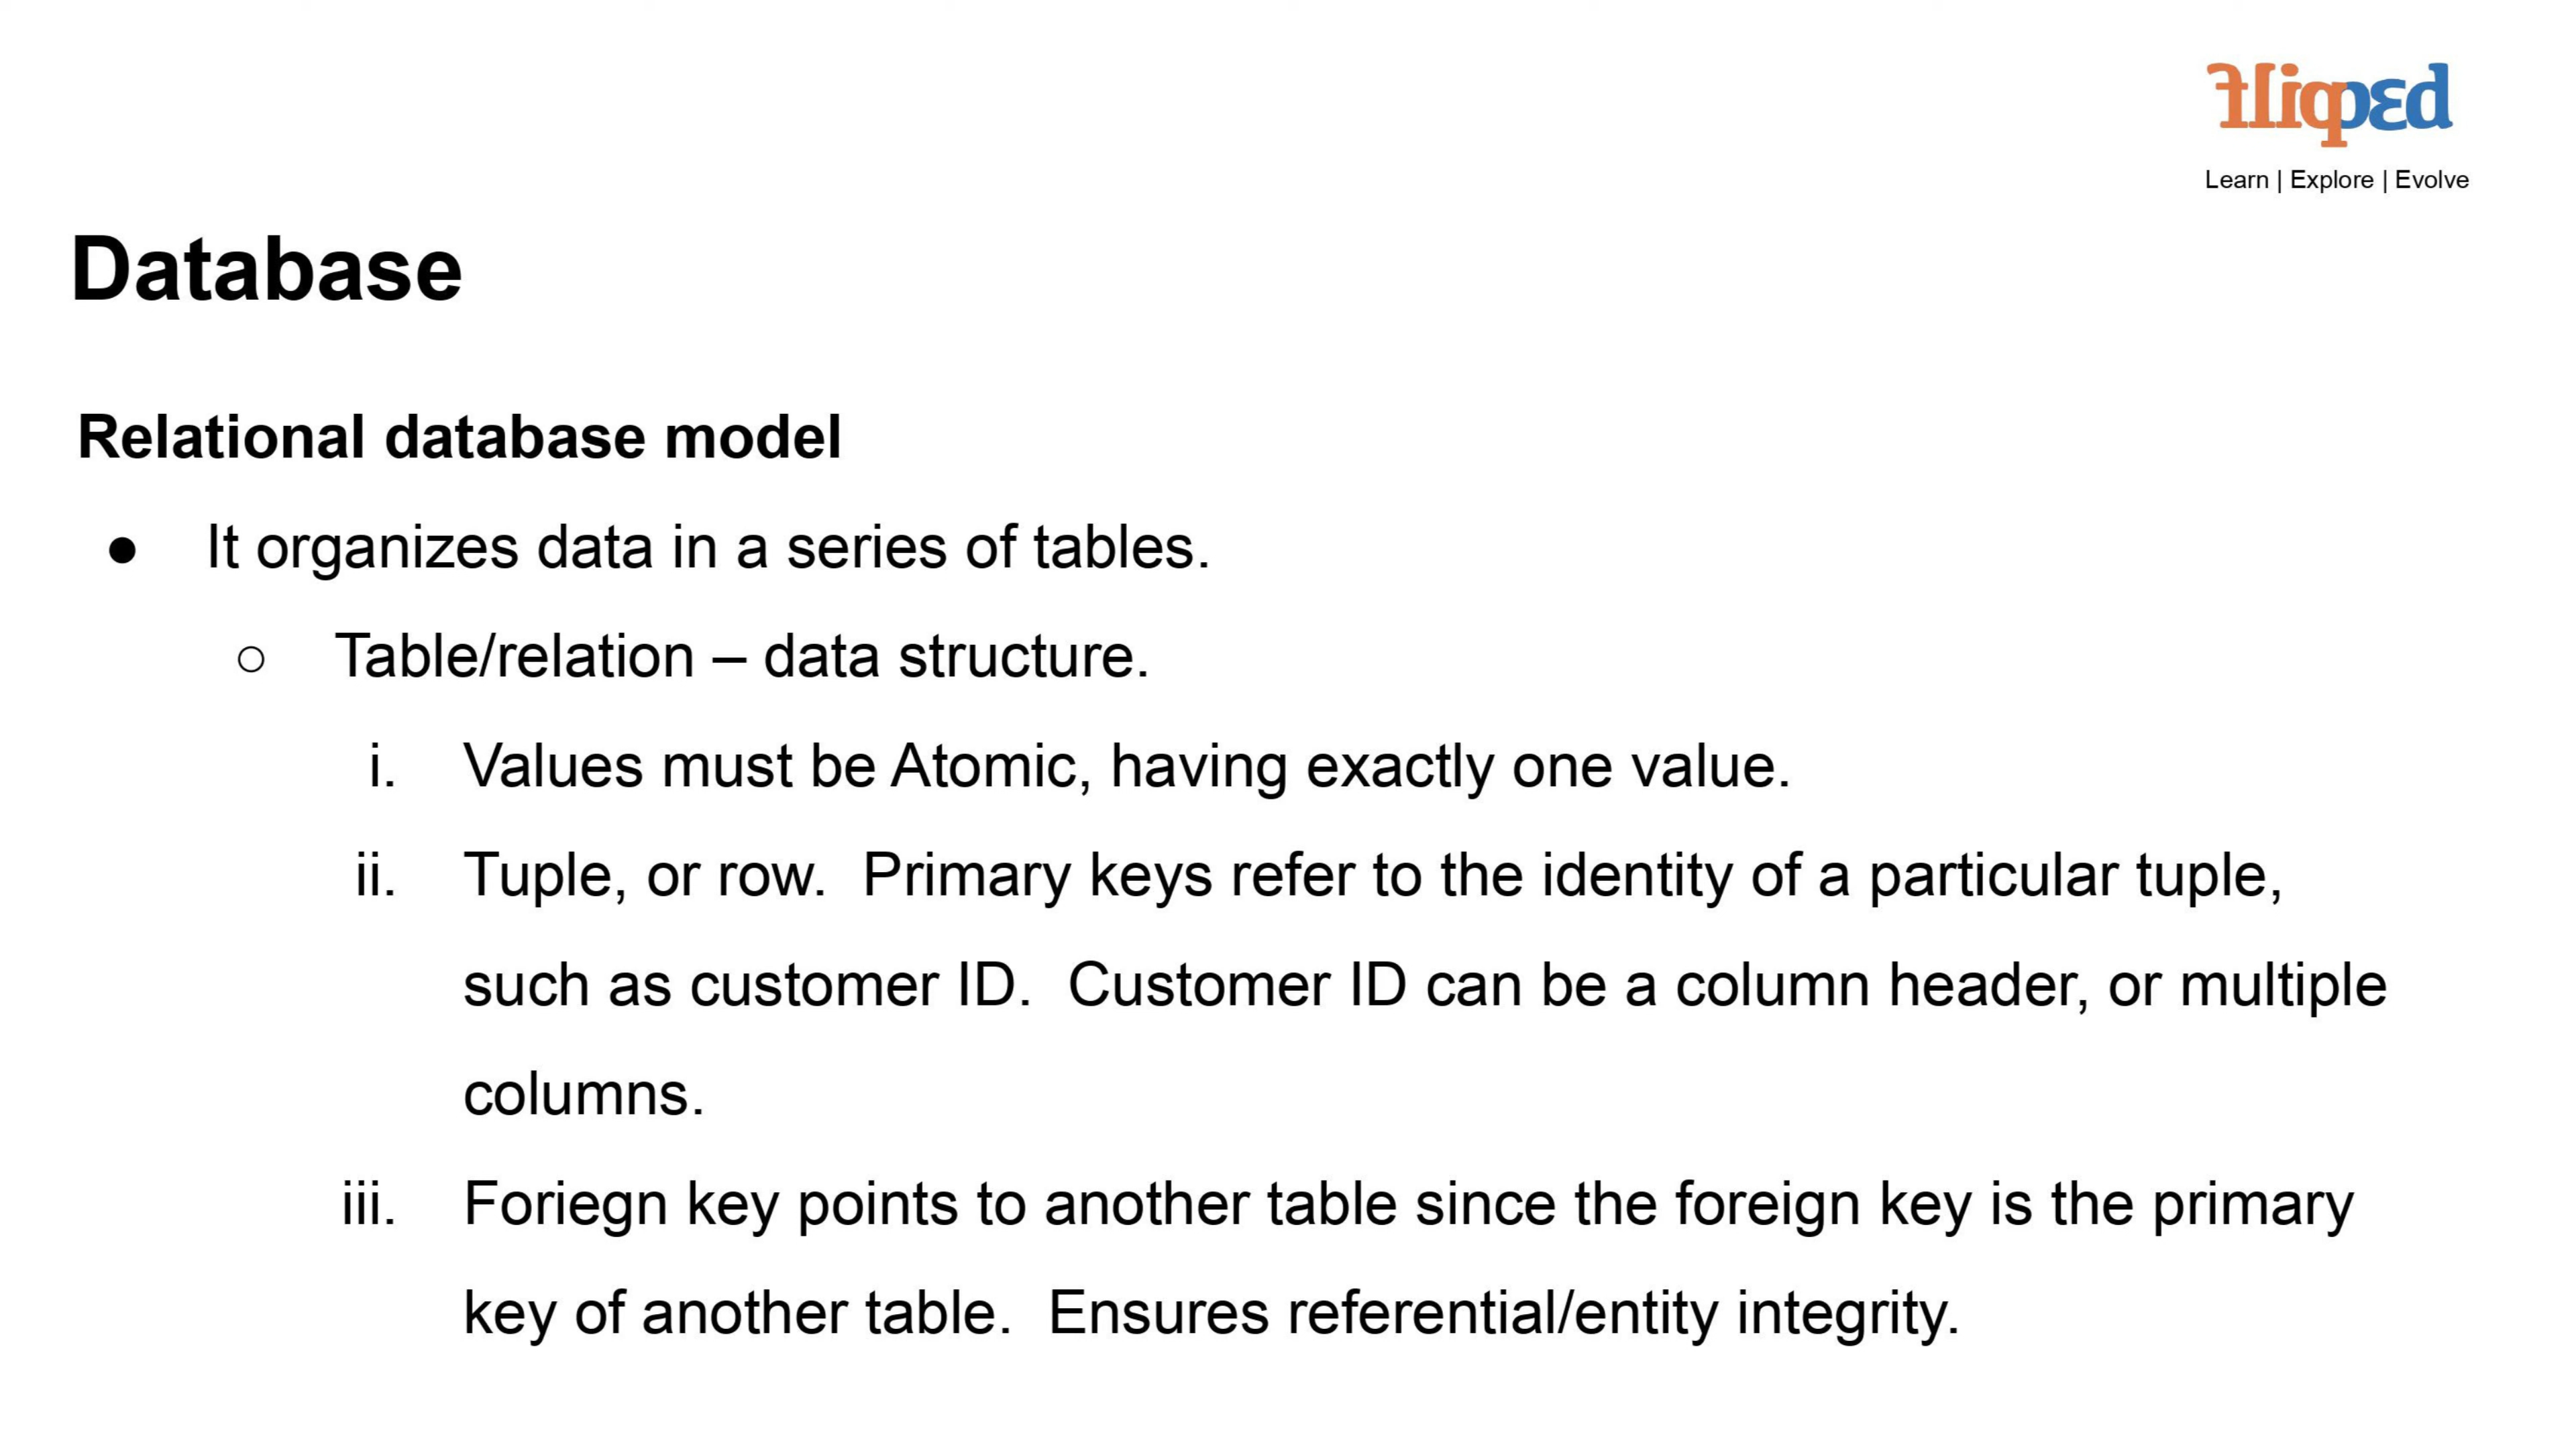 flipped
Learn | Explore | Evolve
Database
Relational database model
● It organizes data in a series of tables.
○ Table/relation – data structure.
i. Values must be Atomic, having exactly one value.
ii. Tuple, or row.  Primary keys refer to the identity of a particular tuple,
such as customer ID.  Customer ID can be a column header, or multiple
columns.
iii. Foriegn key points to another table since the foreign key is the primary
key of another table.  Ensures referential/entity integrity.